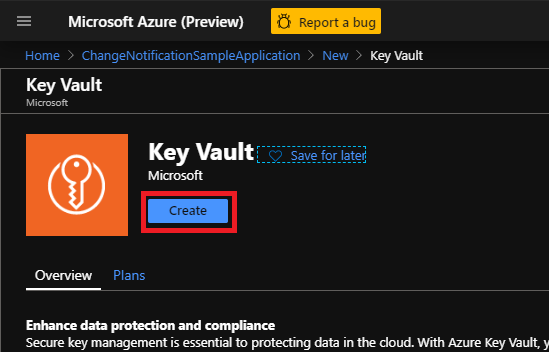 Microsoft Azure (Preview) Report a bug
Home > ChangeNotificationSampleApplication > New > Key Vault
Key Vault
Microsoft
Key Vault Save for later
Microsoft
Create
Overview Plans
Enhance data protection and compliance
Secure key management is essential to protecting data in the cloud. With Azure Key Vault,